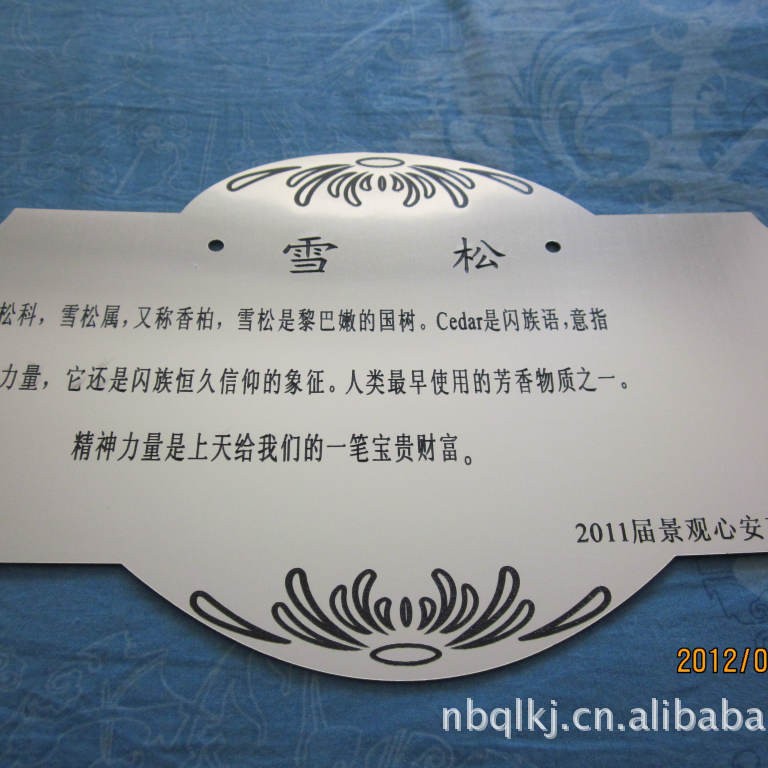 雪 松
松科，雪松属，又称香柏，雪松是黎巴嫩的国树。Cedar是闪族语，意指
力量，它还是闪族恒久信仰的象征。人类最早使用的芳香物质之一。
精神力量是上天给我们的一笔宝贵财富。
2011届景观心安
2012/0
nbqlkj.cn.alibaba